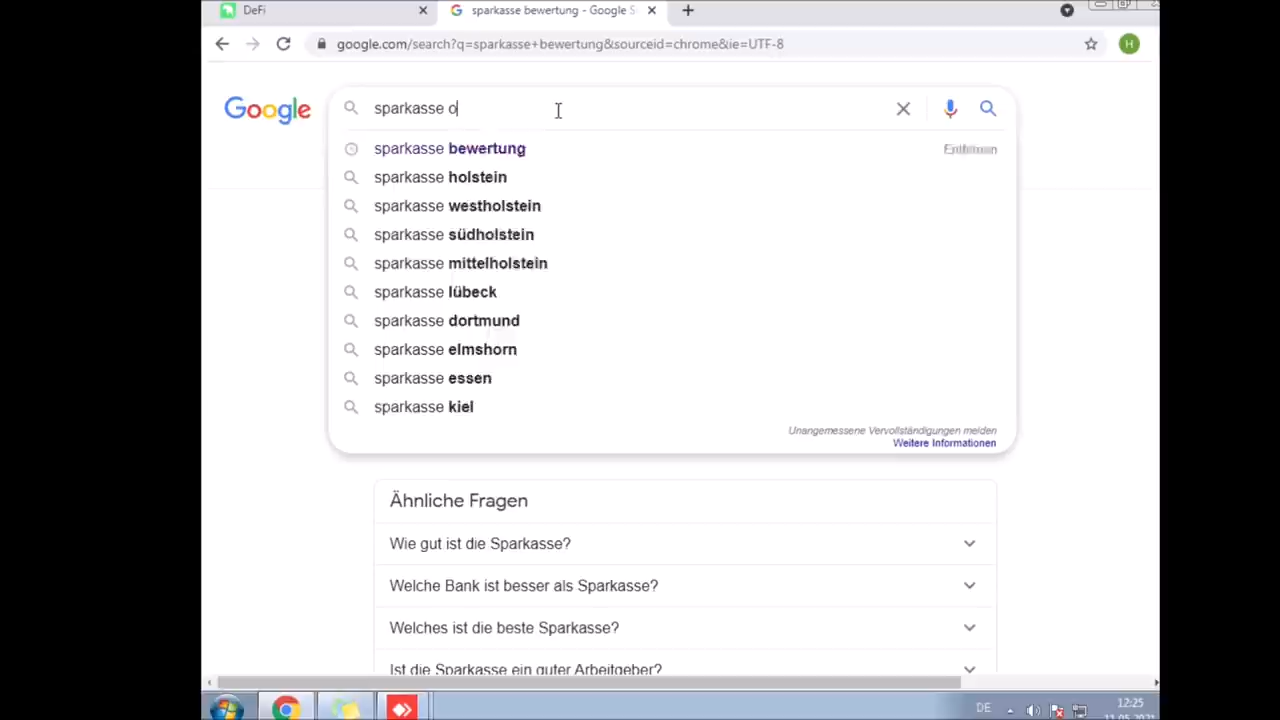 DeFi
sparkasse bewertung - Google S
google.com/search?q=sparkasse+bewertung&sourceid=chrome&ie=UTF-8
H
Google
sparkasse o
sparkasse bewertung
Entfernen
sparkasse holstein
sparkasse westholstein
sparkasse südholstein
sparkasse mittelholstein
sparkasse lübeck
sparkasse dortmund
sparkasse elmshorn
sparkasse essen
sparkasse kiel
Unangemessene Vervollständigungen melden
Weitere Informationen
Ähnliche Fragen
Wie gut ist die Sparkasse?
Welche Bank ist besser als Sparkasse?
Welches ist die beste Sparkasse?
Ist die Sparkasse ein guter Arbeitgeber?
DE
12:25
11.05.2021